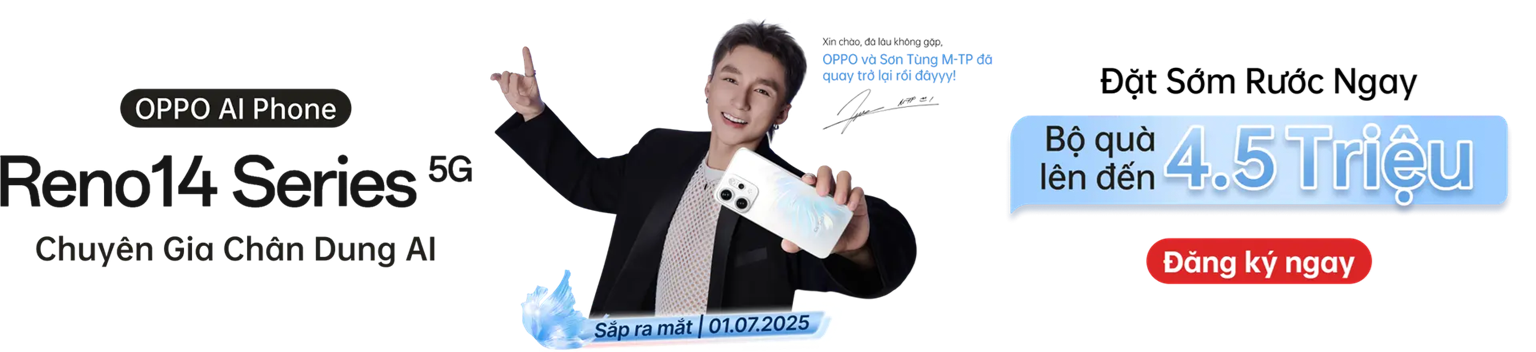 OPPO AI Phone
Reno14 Series 5G
Chuyên Gia Chân Dung AI
Xin chào, đã lâu không gặp,
OPPO và Sơn Tùng M-TP đã
quay trở lại rồi đâyyy!
Sắp ra mắt | 01.07.2025
Đặt Sớm Rước Ngay
Bộ quà
lên đến
4.5 Triệu
Đăng ký ngay